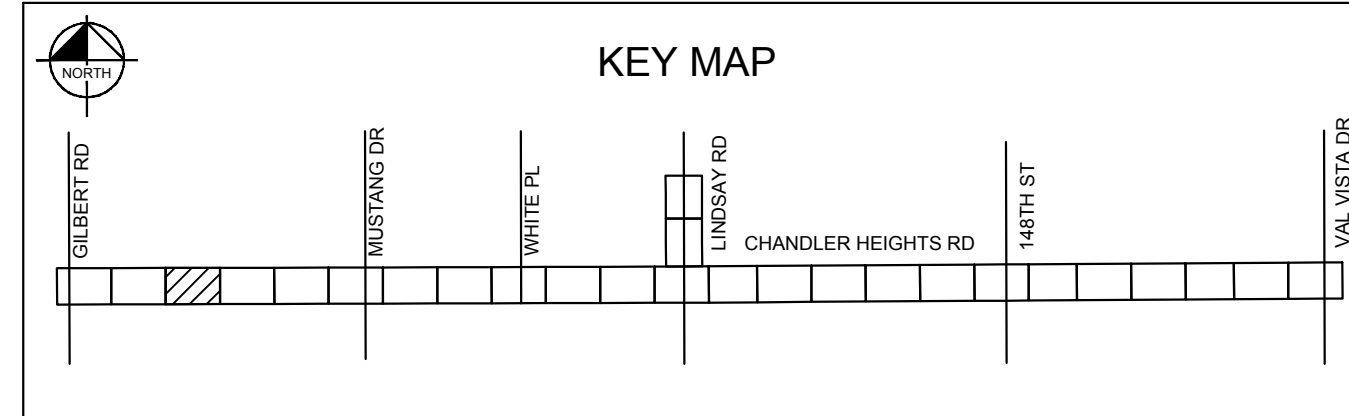 KEY MAP
NORTH
GILBERT RD
MUSTANG DR
WHITE PL
LINDSAY RD
148TH ST
VAL VISTA DR
CHANDLER HEIGHTS RD